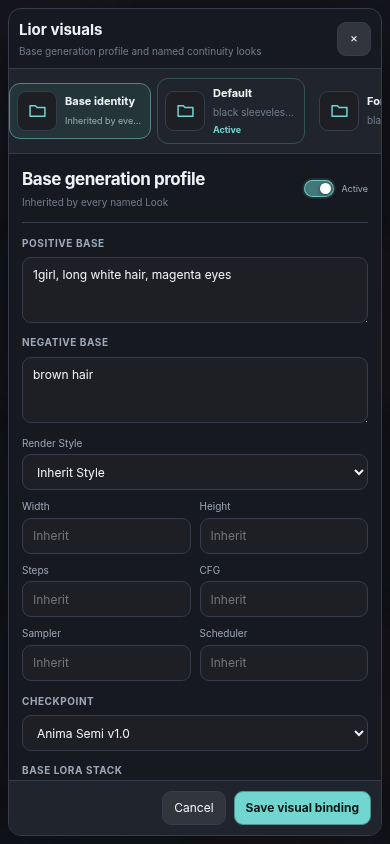 Lior visuals
Base generation profile and named continuity looks
×
Base identity
Inherited by eve...
Default
black sleeveles...
Active
Base generation profile
Inherited by every named Look
Active
POSITIVE BASE
1girl, long white hair, magenta eyes
NEGATIVE BASE
brown hair
Render Style
Inherit Style
Width
Height
Inherit
Inherit
Steps
CFG
Inherit
Inherit
Sampler
Scheduler
Inherit
Inherit
CHECKPOINT
Anima Semi v1.0
BASE LORA STACK
Cancel
Save visual binding